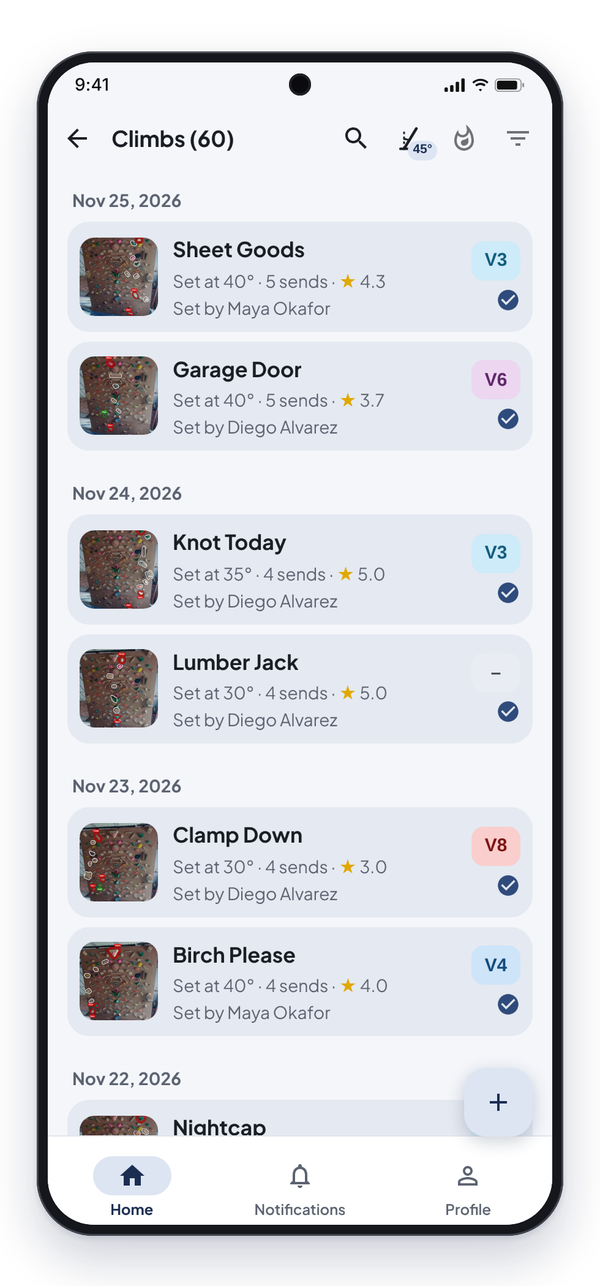 9:41
Climbs (60)
45°
Nov 25, 2026
Sheet Goods
V3
Set at 40° · 5 sends · ★ 4.3
Set by Maya Okafor
Garage Door
V6
Set at 40° · 5 sends · ★ 3.7
Set by Diego Alvarez
Nov 24, 2026
Knot Today
V3
Set at 35° · 4 sends · ★ 5.0
Set by Diego Alvarez
Lumber Jack
–
Set at 30° · 4 sends · ★ 5.0
Set by Diego Alvarez
Nov 23, 2026
Clamp Down
V8
Set at 30° · 4 sends · ★ 3.0
Set by Diego Alvarez
Birch Please
V4
Set at 40° · 4 sends · ★ 4.0
Set by Maya Okafor
Nov 22, 2026
Nightcap
Home
Notifications
Profile